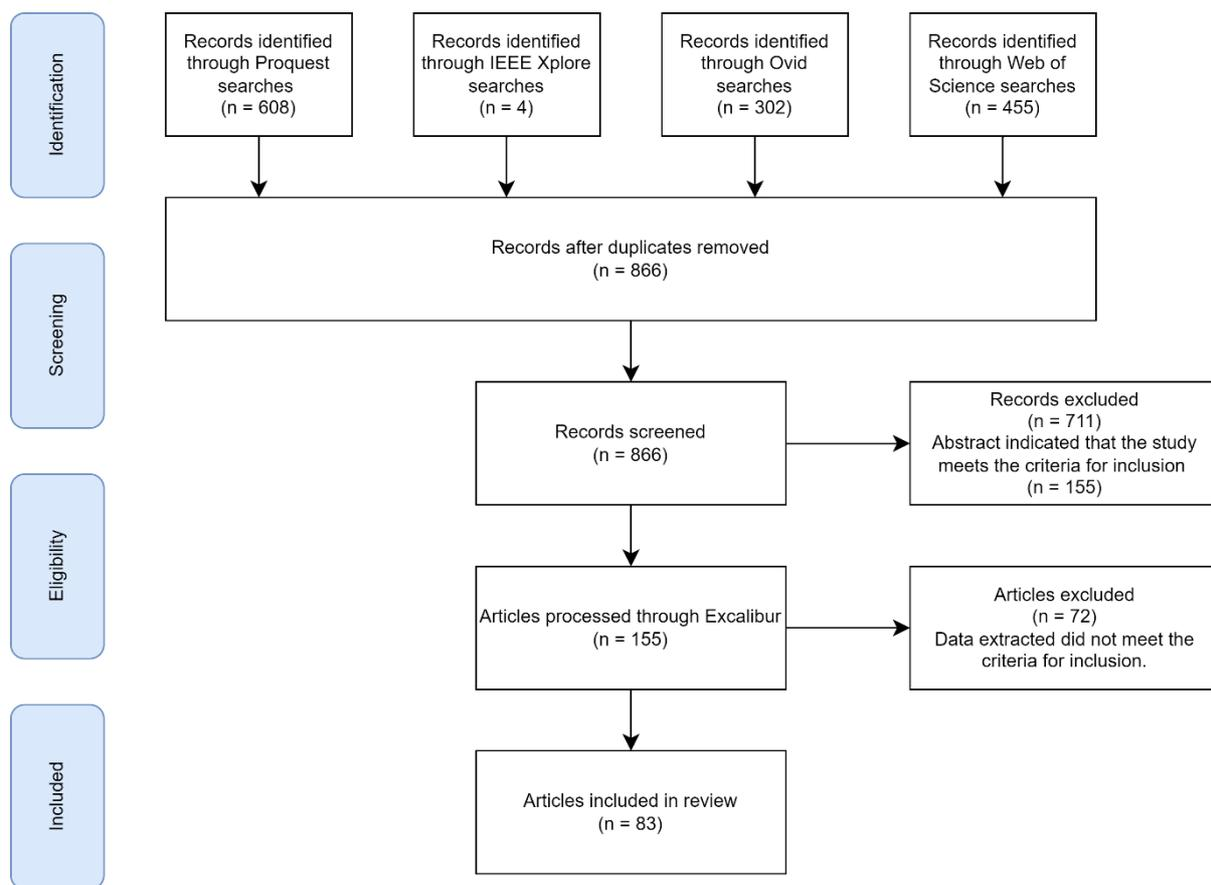 Identification
Records identified
through Proquest
searches
(n = 608)
Records identified
through IEEE Xplore
searches
(n = 4)
Records identified
through Ovid
searches
(n = 302)
Records identified
through Web of
Science searches
(n = 455)
Records after duplicates removed
(n = 866)
Screening
Records screened
(n = 866)
Records excluded
(n = 711)
Abstract indicated that the study
meets the criteria for inclusion
(n = 155)
Eligibility
Articles processed through Excalibur
(n = 155)
Articles excluded
(n = 72)
Data extracted did not meet the
criteria for inclusion.
Included
Articles included in review
(n = 83)